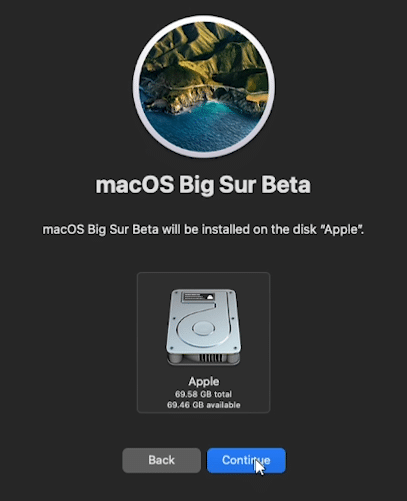 macOS Big Sur Beta
macOS Big Sur Beta will be installed on the disk “Apple”.
Apple
69.58 GB total
69.46 GB available
Back
Continue